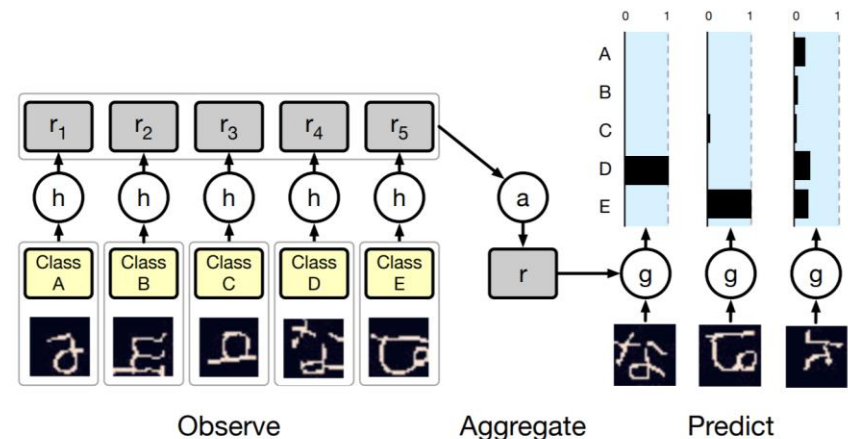 0 1 0 1 0 1
A
B
C
D
E
r1 r2 r3 r4 r5
h h h h h
a
Class A Class B Class C Class D Class E
r
g g g
Observe Aggregate Predict